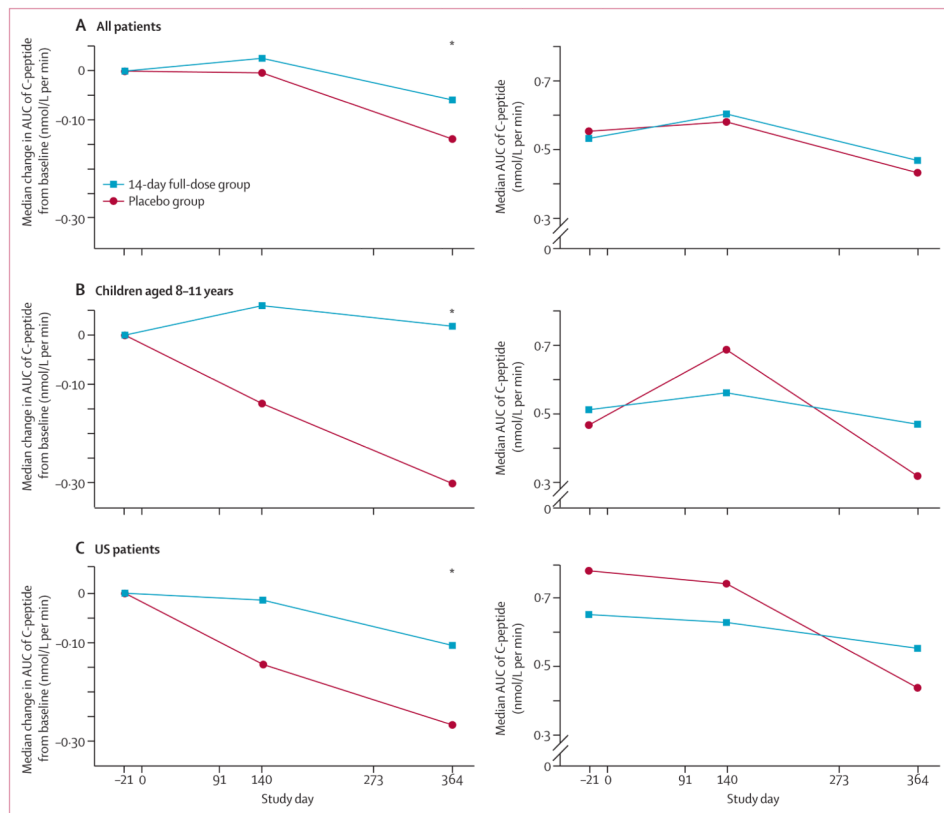 A All patients
Median change in AUC of C-peptide
from baseline (nmol/L per min)
0
–0·10
–0·30
*
14-day full-dose group
Placebo group
Median AUC of C-peptide
(nmol/L per min)
0·7
0·5
0·3
0
B Children aged 8–11 years
Median change in AUC of C-peptide
from baseline (nmol/L per min)
0
–0·10
–0·30
*
Median AUC of C-peptide
(nmol/L per min)
0·7
0·5
0·3
0
C US patients
Median change in AUC of C-peptide
from baseline (nmol/L per min)
0
–0·10
–0·30
*
–21 0 91 140 273 364
Study day
Median AUC of C-peptide
(nmol/L per min)
0·7
0·5
0·3
0
–21 0 91 140 273 364
Study day